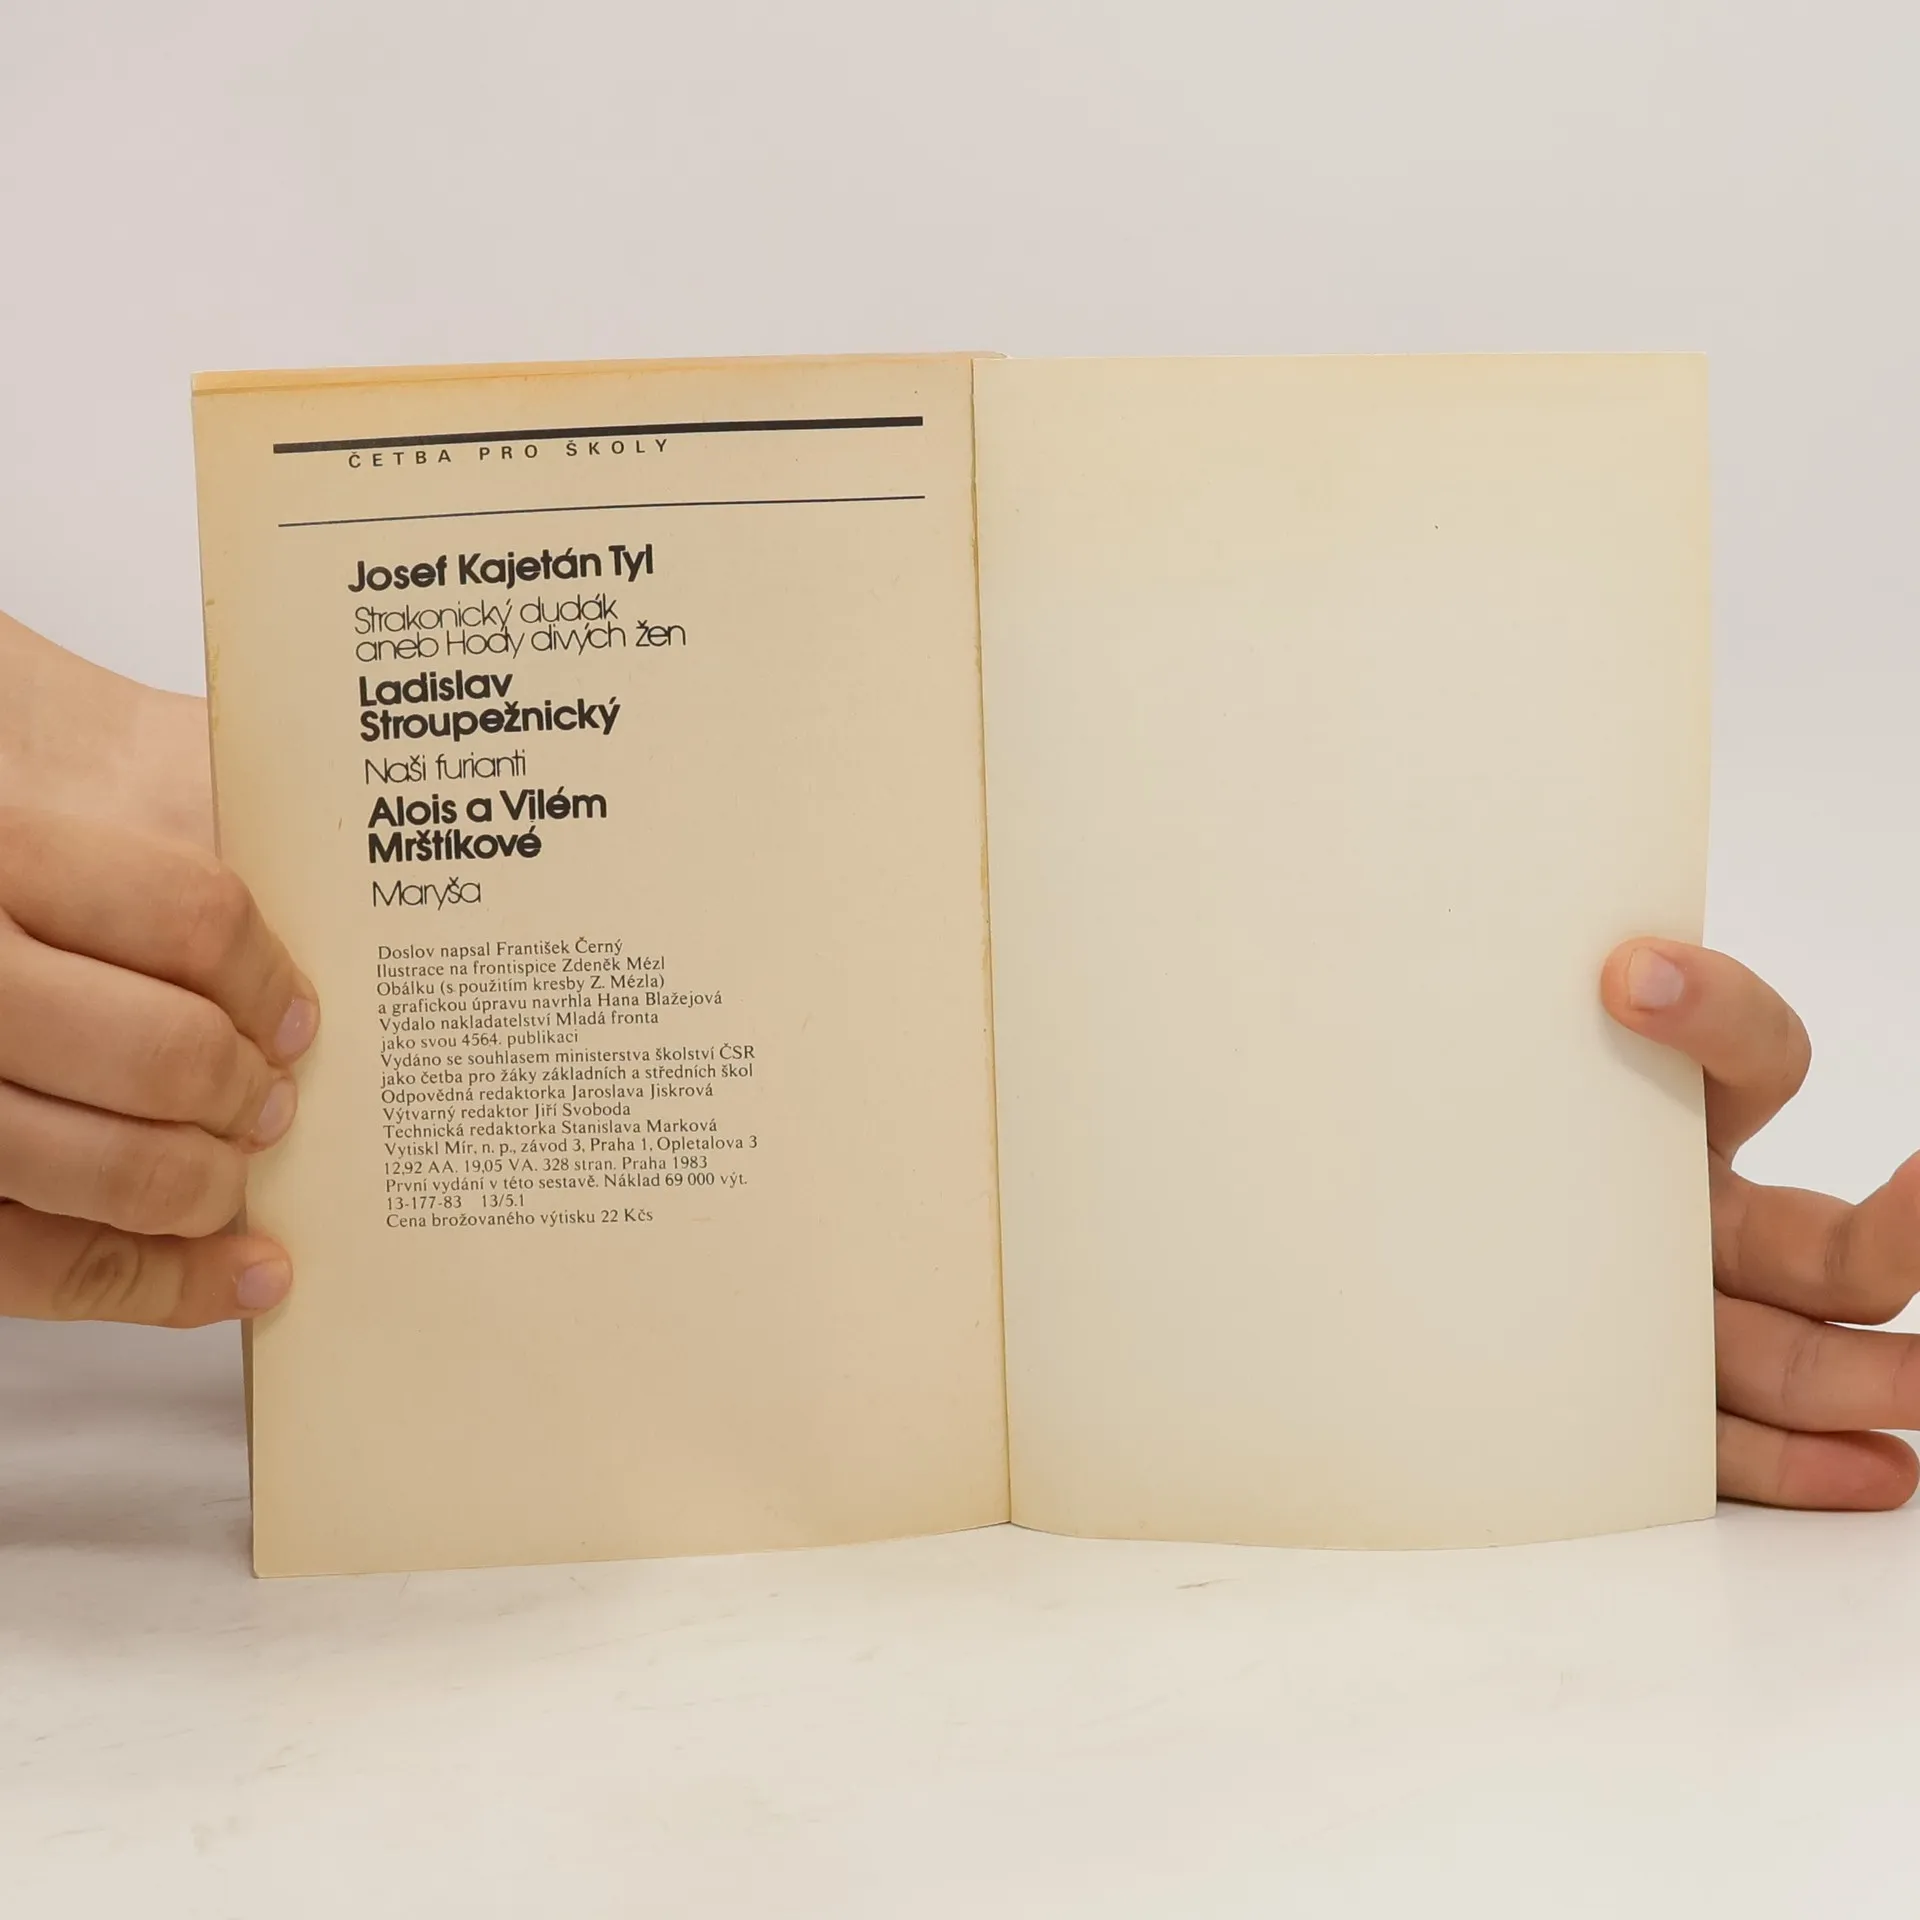 ČETBA PRO ŠKOLY
Josef Kajetán Tyl
Strakonický dudák
aneb Hody divých žen
Ladislav
Stroupežnický
Naši furianti
Alois a Vilém
Mrštíkové
Maryša
Doslov napsal František Černý
Ilustrace na frontispice Zdeněk Mézl
Obálku (s použitím kresby Z. Mézla)
a grafickou úpravu navrhla Hana Blažejová
Vydalo nakladatelství Mladá fronta
jako svou 4564. publikaci
Vydáno se souhlasem ministerstva školství ČSR
jako četba pro žáky základních a středních škol
Odpovědná redaktorka Jaroslava Jiskrová
Výtvarný redaktor Jiří Svoboda
Technická redaktorka Stanislava Marková
Vytiskl Mír, n. p., závod 3, Praha 1, Opletalova 3
12,92 AA. 19,05 VA. 328 stran. Praha 1983
První vydání v této sestavě. Náklad 69 000 výt.
13-177-83 13/5.1
Cena brožovaného výtisku 22 Kčs